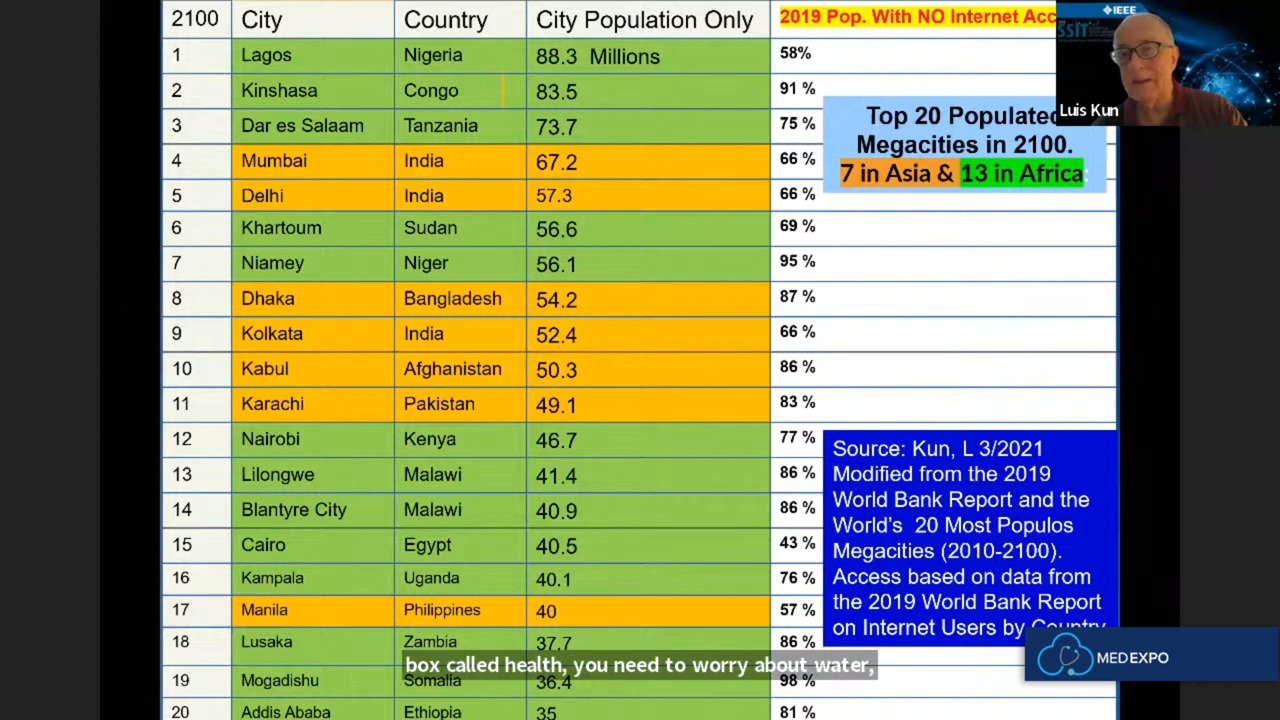 2100 City Country City Population Only 2019 Pop. With NO Internet Acc
1 Lagos Nigeria 88.3 Millions 58%
2 Kinshasa Congo 83.5 91 %
3 Dar es Salaam Tanzania 73.7 75 %
4 Mumbai India 67.2 66 %
5 Delhi India 57.3 66 %
6 Khartoum Sudan 56.6 69 %
7 Niamey Niger 56.1 95 %
8 Dhaka Bangladesh 54.2 87 %
9 Kolkata India 52.4 66 %
10 Kabul Afghanistan 50.3 86 %
11 Karachi Pakistan 49.1 83 %
12 Nairobi Kenya 46.7 77 %
13 Lilongwe Malawi 41.4 86 %
14 Blantyre City Malawi 40.9 86 %
15 Cairo Egypt 40.5 43 %
16 Kampala Uganda 40.1 76 %
17 Manila Philippines 40 57 %
18 Lusaka Zambia 37.7 86 %
19 Mogadishu Somalia 36.4 98 %
20 Addis Ababa Ethiopia 35 81 %
Top 20 Populated
Megacities in 2100.
7 in Asia & 13 in Africa
Source: Kun, L 3/2021
Modified from the 2019
World Bank Report and the
World's 20 Most Populos
Megacities (2010-2100).
Access based on data from
the 2019 World Bank Report
on Internet Users by Country
IEEE
SSIT
Luis Kun
box called health, you need to worry about water,
MEDEXPO